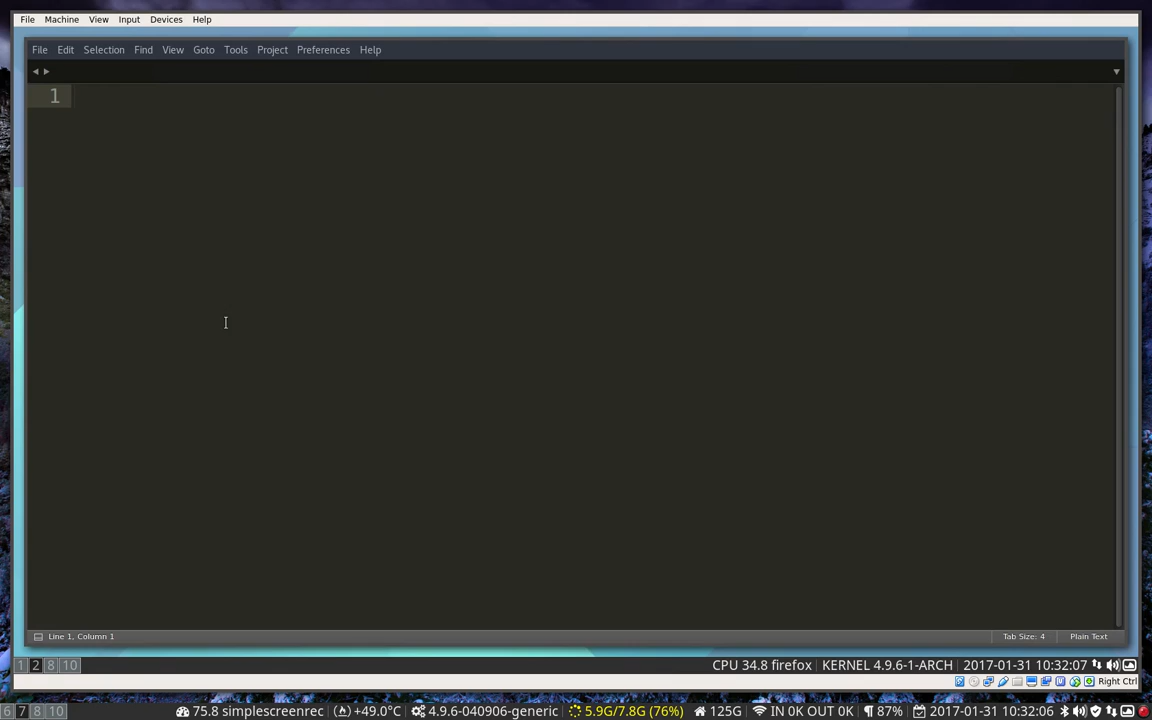 File Machine View Input Devices Help
File Edit Selection Find View Goto Tools Project Preferences Help
1
Line 1, Column 1 Tab Size: 4 Plain Text
1 2 8 10 CPU 34.8 firefox KERNEL 4.9.6-1-ARCH 2017-01-31 10:32:07
Right Ctrl
6 7 8 10 75.8 simplescreenrec +49.0°C 4.9.6-040906-generic 5.9G/7.8G (76%) 125G IN 0K OUT 0K 87% 2017-01-31 10:32:06